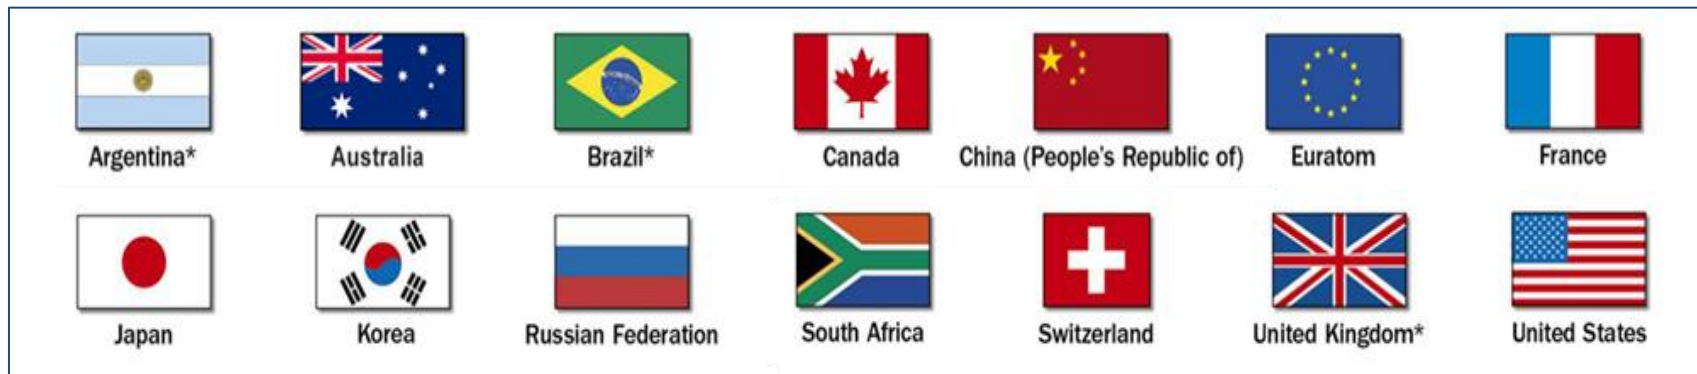 Argentina*
Australia
Brazil*
Canada
China (People's Republic of)
Euratom
France
Japan
Korea
Russian Federation
South Africa
Switzerland
United Kingdom*
United States